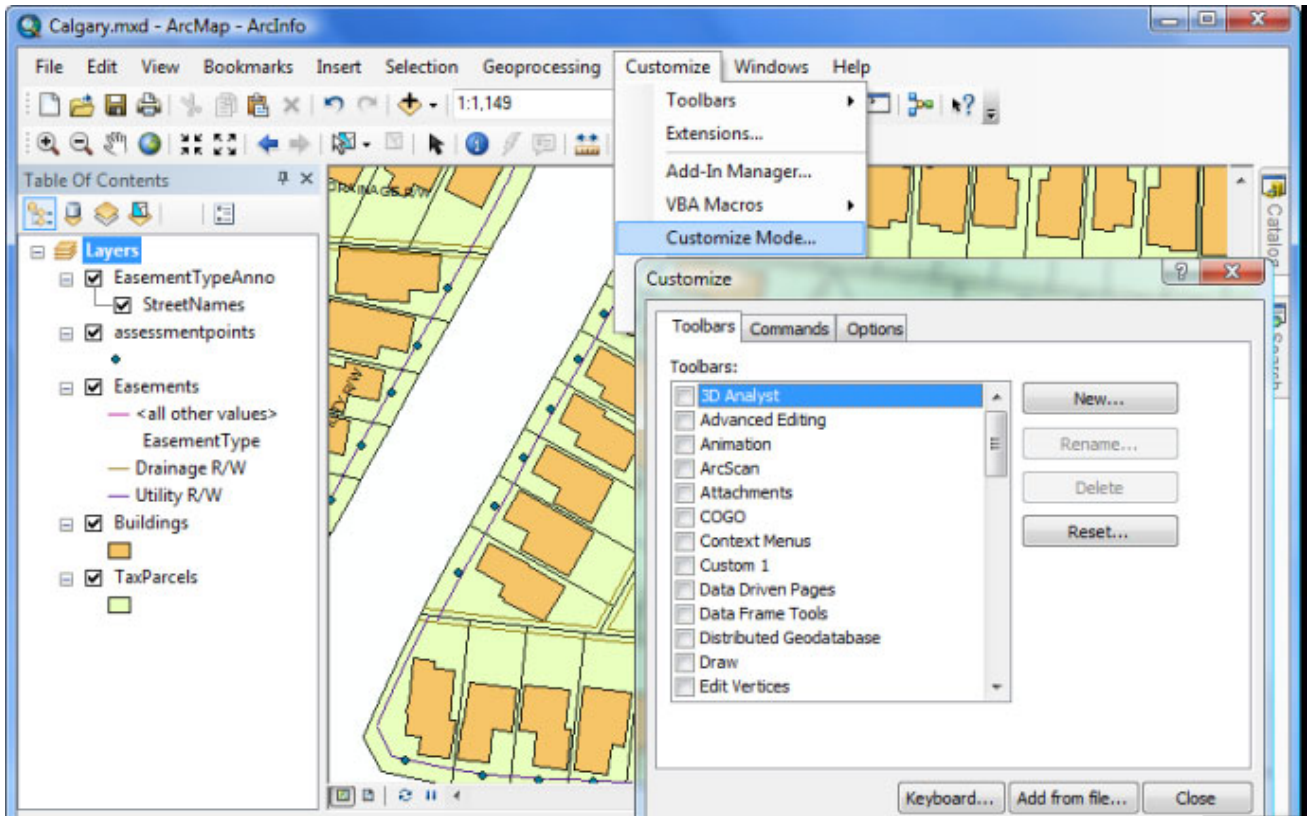 Calgary.mxd - ArcMap - ArcInfo
File Edit View Bookmarks Insert Selection Geoprocessing Customize Windows Help
1:1,149
Toolbars
Extensions...
Add-In Manager...
VBA Macros
Customize Mode...
Table Of Contents
Layers
EasementTypeAnno
StreetNames
assessmentpoints
Easements
<all other values>
EasementType
Drainage R/W
Utility R/W
Buildings
TaxParcels
DRAINAGE R/W
R/W
Catalog
Search
Customize
Toolbars Commands Options
Toolbars:
3D Analyst
Advanced Editing
Animation
ArcScan
Attachments
COGO
Context Menus
Custom 1
Data Driven Pages
Data Frame Tools
Distributed Geodatabase
Draw
Edit Vertices
New...
Rename...
Delete
Reset...
Keyboard... Add from file... Close